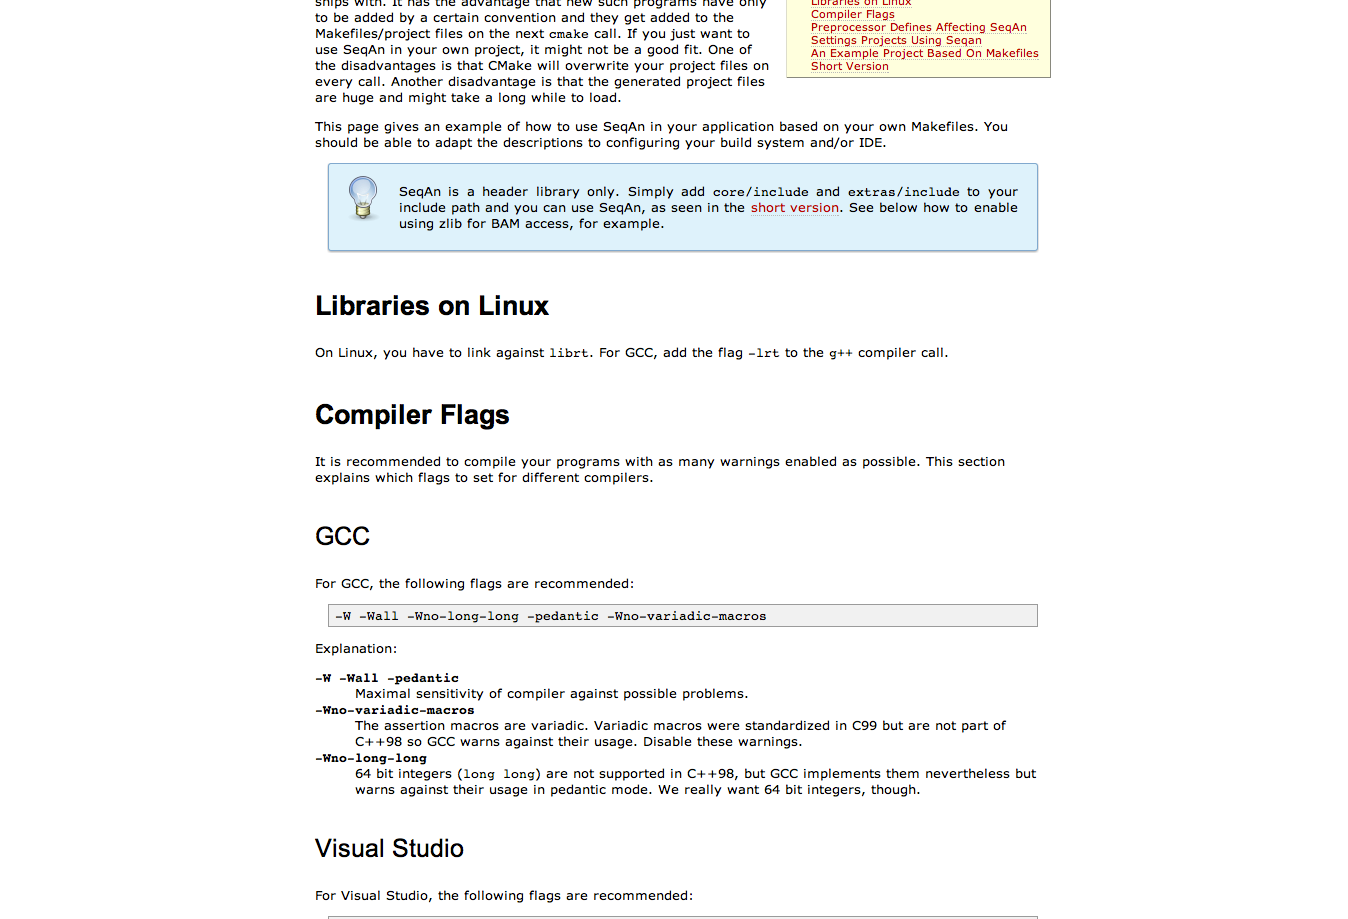 ships with. It has the advantage that new such programs have only
to be added by a certain convention and they get added to the
Makefiles/project files on the next cmake call. If you just want to
use SeqAn in your own project, it might not be a good fit. One of
the disadvantages is that CMake will overwrite your project files on
every call. Another disadvantage is that the generated project files
are huge and might take a long while to load.
Libraries on Linux
Compiler Flags
Preprocessor Defines Affecting SeqAn
Settings Projects Using Seqan
An Example Project Based On Makefiles
Short Version
This page gives an example of how to use SeqAn in your application based on your own Makefiles. You
should be able to adapt the descriptions to configuring your build system and/or IDE.
SeqAn is a header library only. Simply add core/include and extras/include to your
include path and you can use SeqAn, as seen in the short version. See below how to enable
using zlib for BAM access, for example.
Libraries on Linux
On Linux, you have to link against librt. For GCC, add the flag -lrt to the g++ compiler call.
Compiler Flags
It is recommended to compile your programs with as many warnings enabled as possible. This section
explains which flags to set for different compilers.
GCC
For GCC, the following flags are recommended:
-W -Wall -Wno-long-long -pedantic -Wno-variadic-macros
Explanation:
-W -Wall -pedantic
Maximal sensitivity of compiler against possible problems.
-Wno-variadic-macros
The assertion macros are variadic. Variadic macros were standardized in C99 but are not part of
C++98 so GCC warns against their usage. Disable these warnings.
-Wno-long-long
64 bit integers (long long) are not supported in C++98, but GCC implements them nevertheless but
warns against their usage in pedantic mode. We really want 64 bit integers, though.
Visual Studio
For Visual Studio, the following flags are recommended: